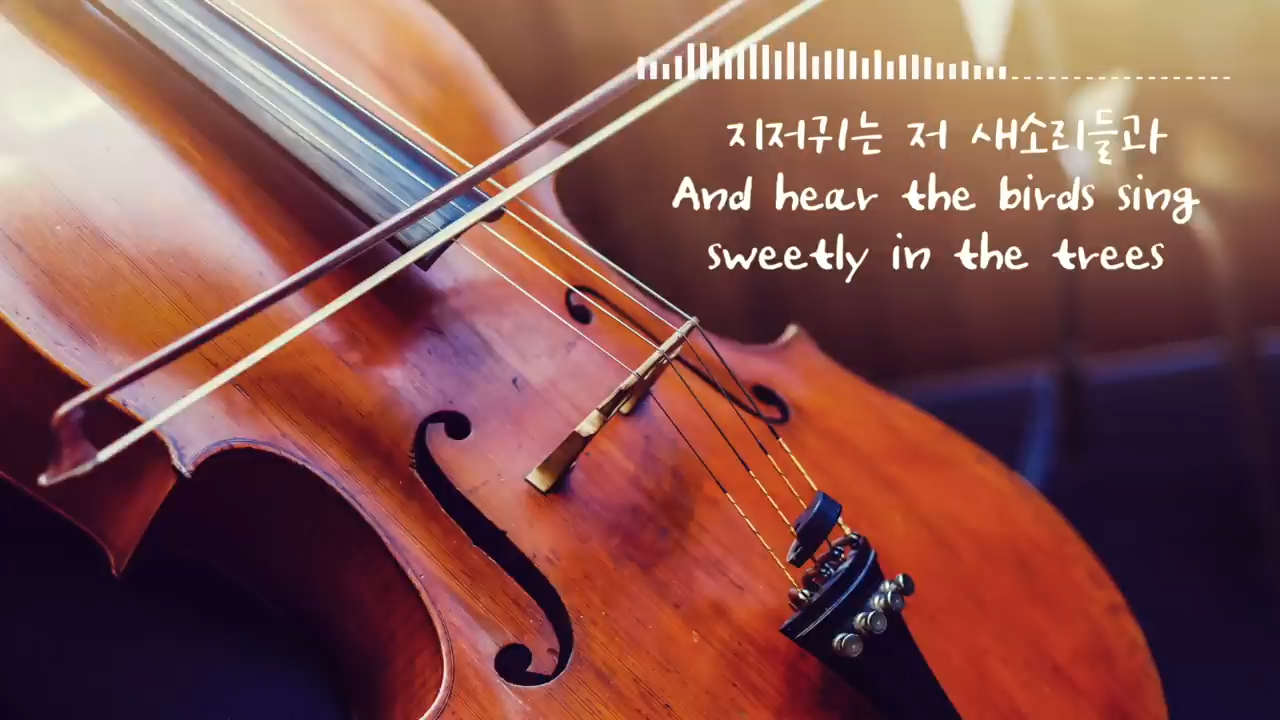 지저귀는 저 새소리들과
And hear the birds sing
sweetly in the trees